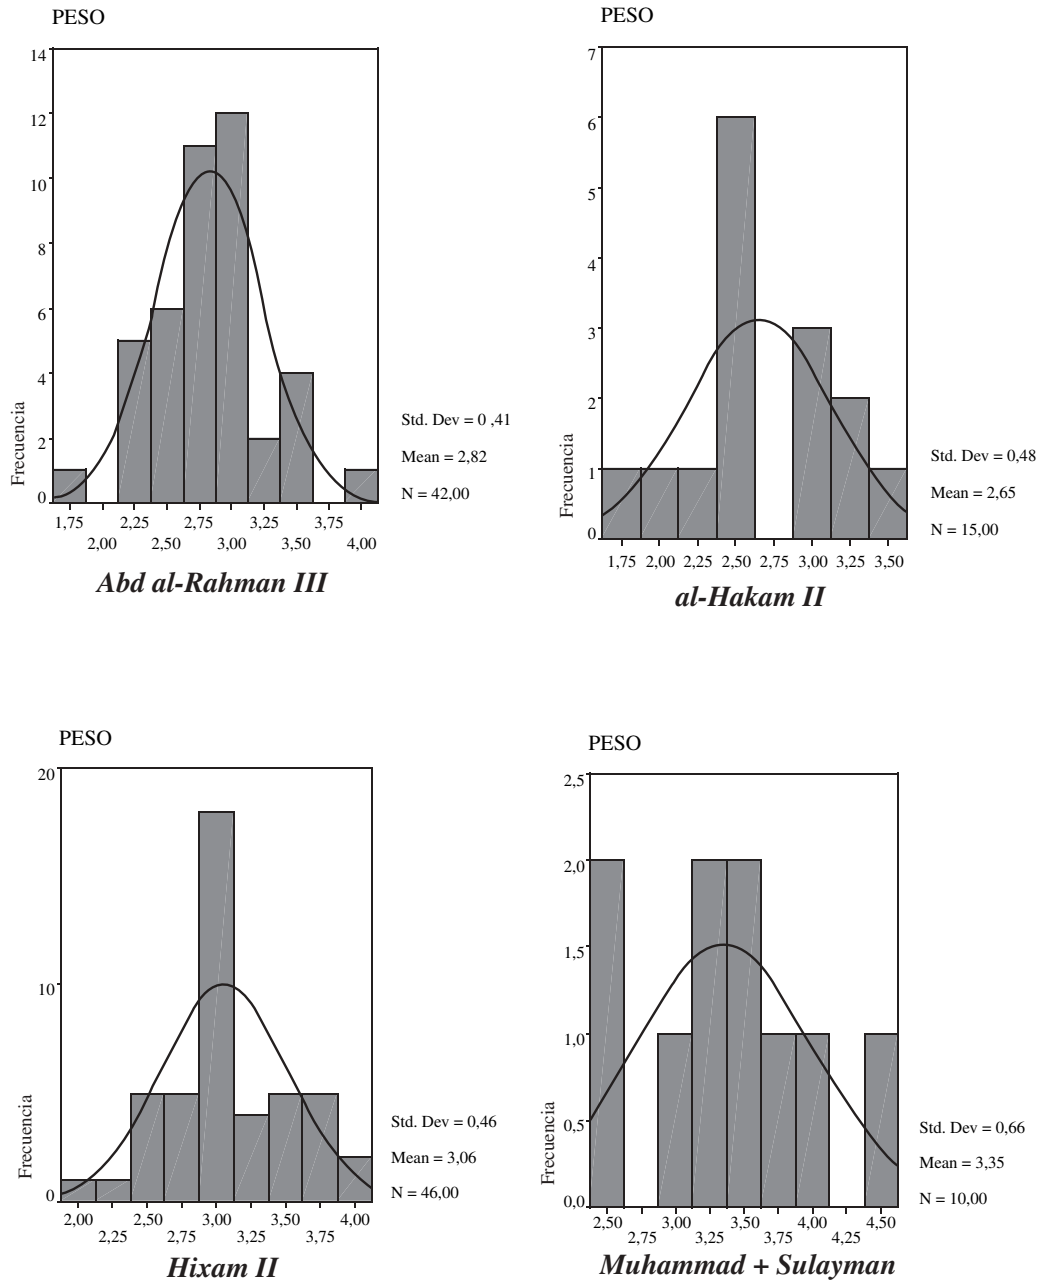 PESO
14
12
10
8
6
4
2
0
Frecuencia
1,75 2,25 2,75 3,25 3,75
2,00 2,50 3,00 3,50 4,00
Std. Dev = 0 ,41
Mean = 2,82
N = 42,00
Abd al-Rahman III
PESO
7
6
5
4
3
2
1
0
Frecuencia
1,75 2,00 2,25 2,50 2,75 3,00 3,25 3,50
Std. Dev = 0,48
Mean = 2,65
N = 15,00
al-Hakam II
PESO
20
10
0
Frecuencia
2,00 2,50 3,00 3,50 4,00
2,25 2,75 3,25 3,75
Std. Dev = 0,46
Mean = 3,06
N = 46,00
Hixam II
PESO
2,5
2,0
1,5
1,0
0,5
0,0
Frecuencia
2,50 3,00 3,50 4,00 4,50
2,75 3,25 3,75 4,25
Std. Dev = 0,66
Mean = 3,35
N = 10,00
Muhammad + Sulayman